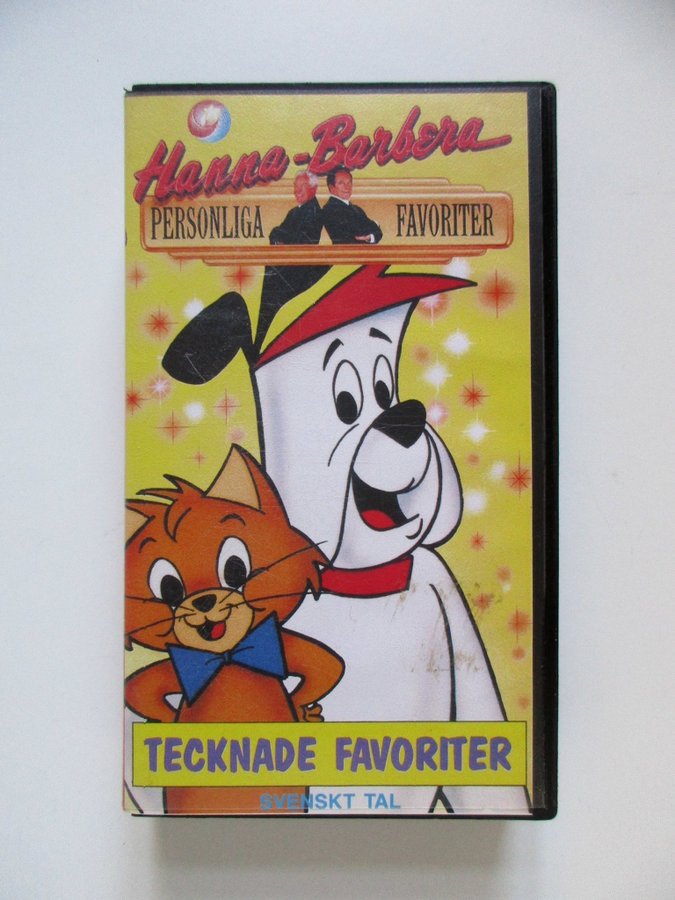 Hanna-Barbera
PERSONLIGA FAVORITER
TECKNADE FAVORITER
SVENSKT TAL